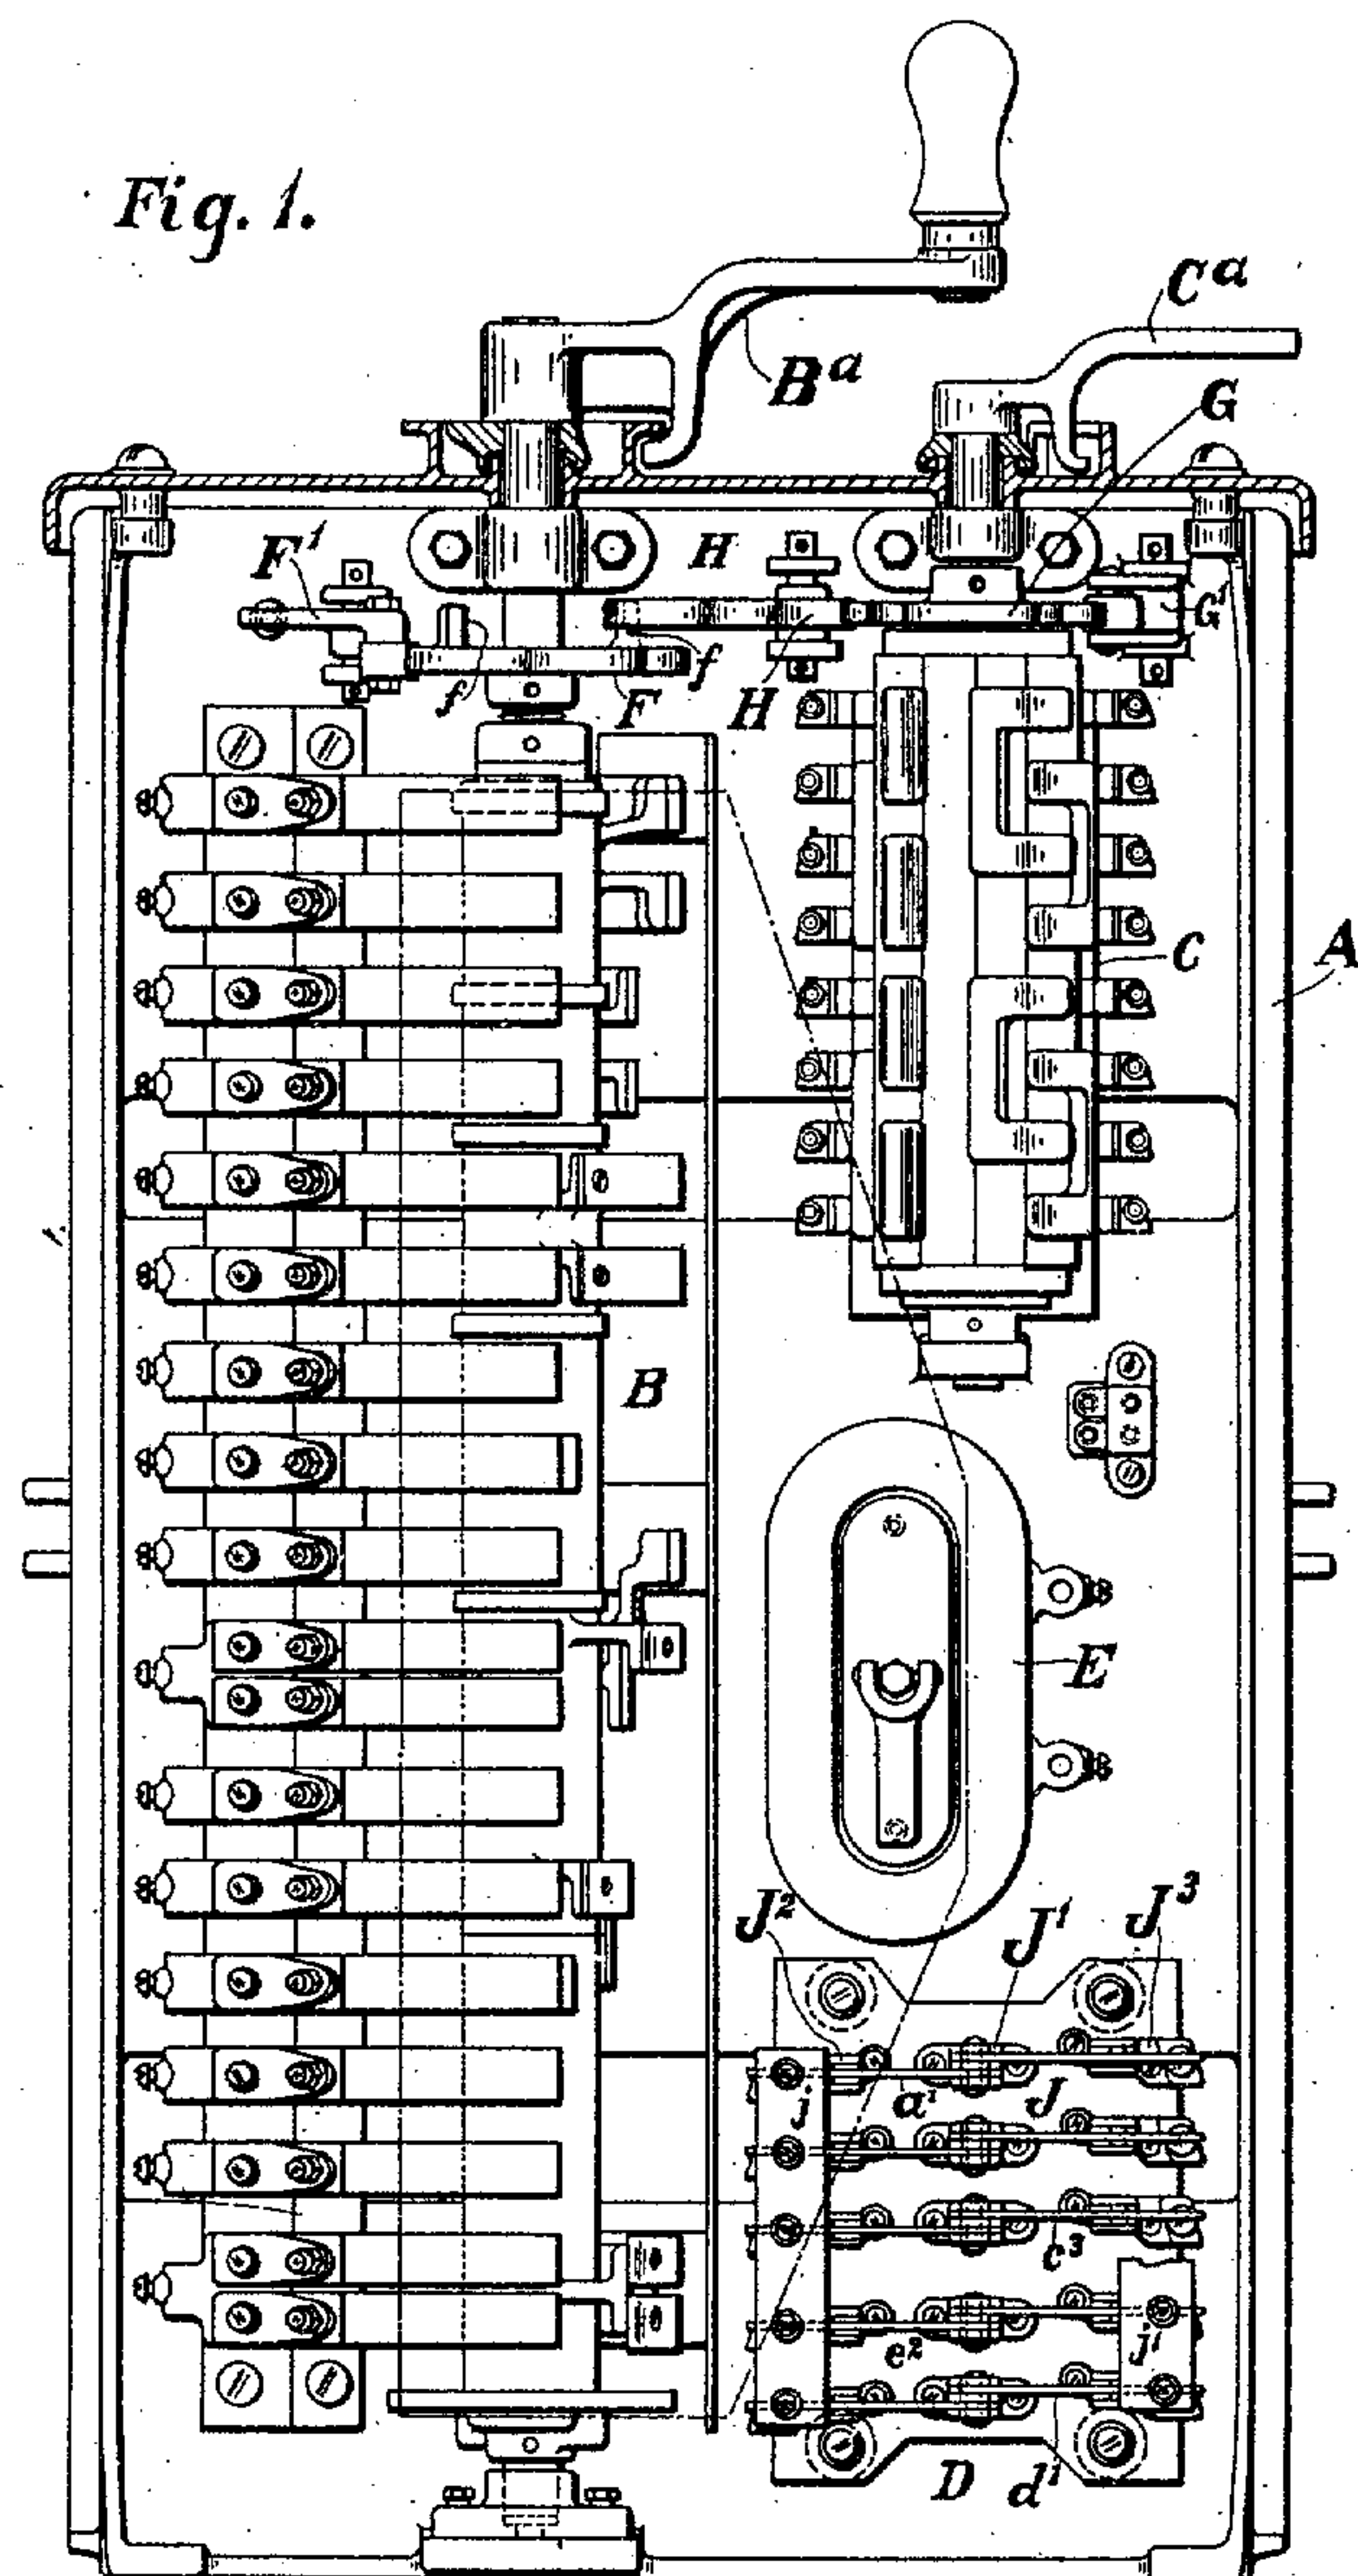 Fig. 1.
Cᵃ
Bᵃ
G
F¹
H
G¹
f
f
F
H
C
A
B
E
J²
J¹
J³
j
a¹
J
c³
e²
j¹
D
d¹